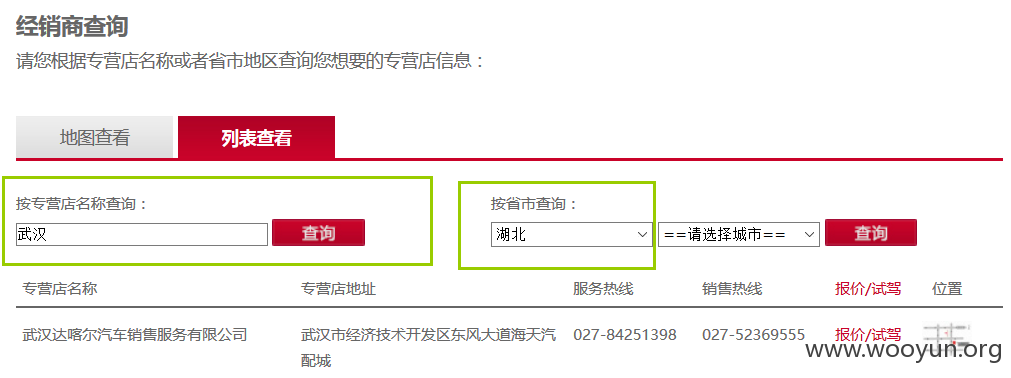 经销商查询
请您根据专营店名称或者省市地区查询您想要的专营店信息：
地图查看 列表查看
按专营店名称查询： 按省市查询：
武汉 查询 湖北 ==请选择城市== 查询
专营店名称 专营店地址 服务热线 销售热线 报价/试驾 位置
武汉达喀尔汽车销售服务有限公司 武汉市经济技术开发区东风大道海天汽 027-84251398 027-52369555 报价/试驾
配城
www.wooyun.org